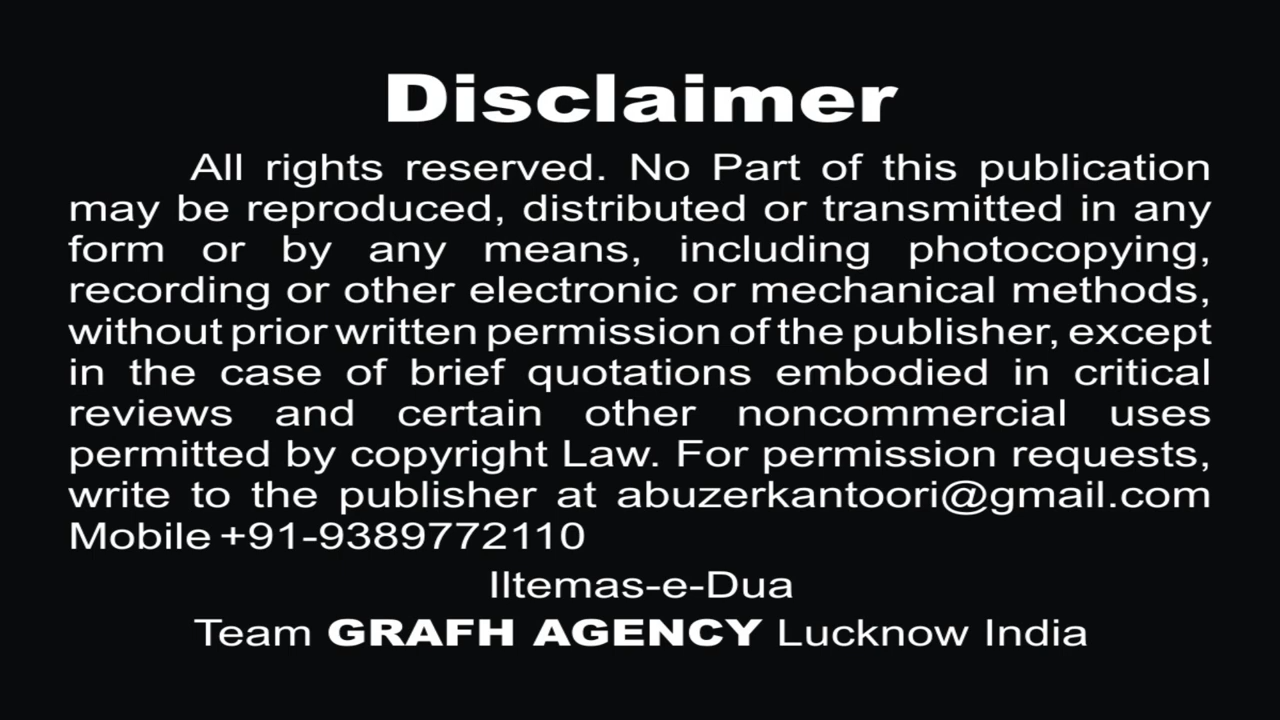 Disclaimer
All rights reserved. No Part of this publication
may be reproduced, distributed or transmitted in any
form or by any means, including photocopying,
recording or other electronic or mechanical methods,
without prior written permission of the publisher, except
in the case of brief quotations embodied in critical
reviews and certain other noncommercial uses
permitted by copyright Law. For permission requests,
write to the publisher at abuzerkantoori@gmail.com
Mobile +91-9389772110
Iltemas-e-Dua
Team GRAFH AGENCY Lucknow India